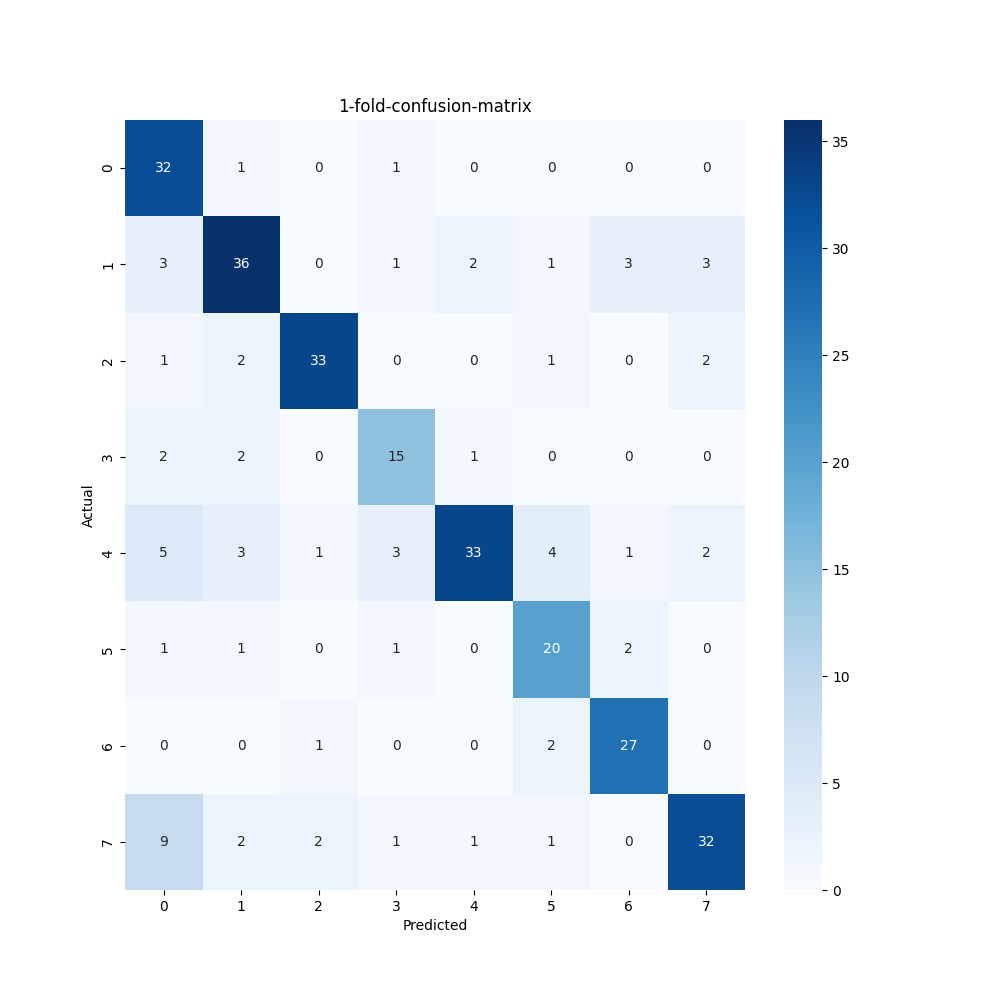 1-fold-confusion-matrix
0 32 1 0 1 0 0 0 0
1 3 36 0 1 2 1 3 3
2 1 2 33 0 0 1 0 2
3 2 2 0 15 1 0 0 0
4 5 3 1 3 33 4 1 2
5 1 1 0 1 0 20 2 0
6 0 0 1 0 0 2 27 0
7 9 2 2 1 1 1 0 32
0 1 2 3 4 5 6 7
Predicted
Actual
35
30
25
20
15
10
5
0